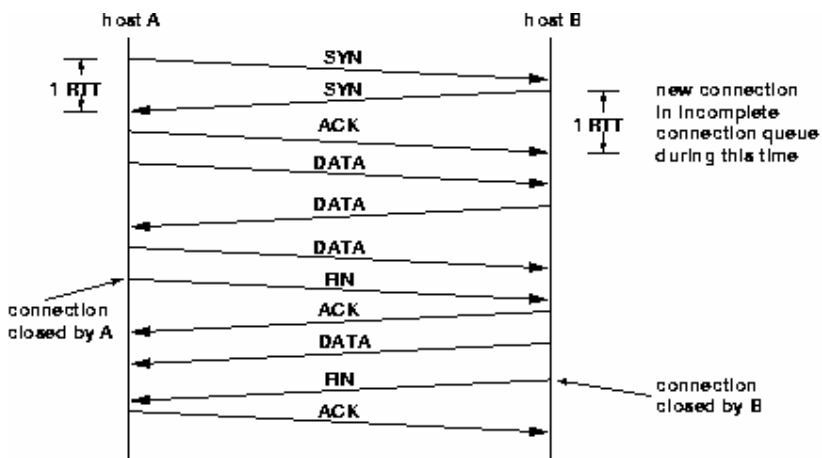 host A
host B
SYN
1 RTT
SYN
new connection
in incomplete
connection queue
during this time
1 RTT
ACK
DATA
DATA
DATA
FIN
connection
closed by A
ACK
DATA
FIN
connection
closed by B
ACK